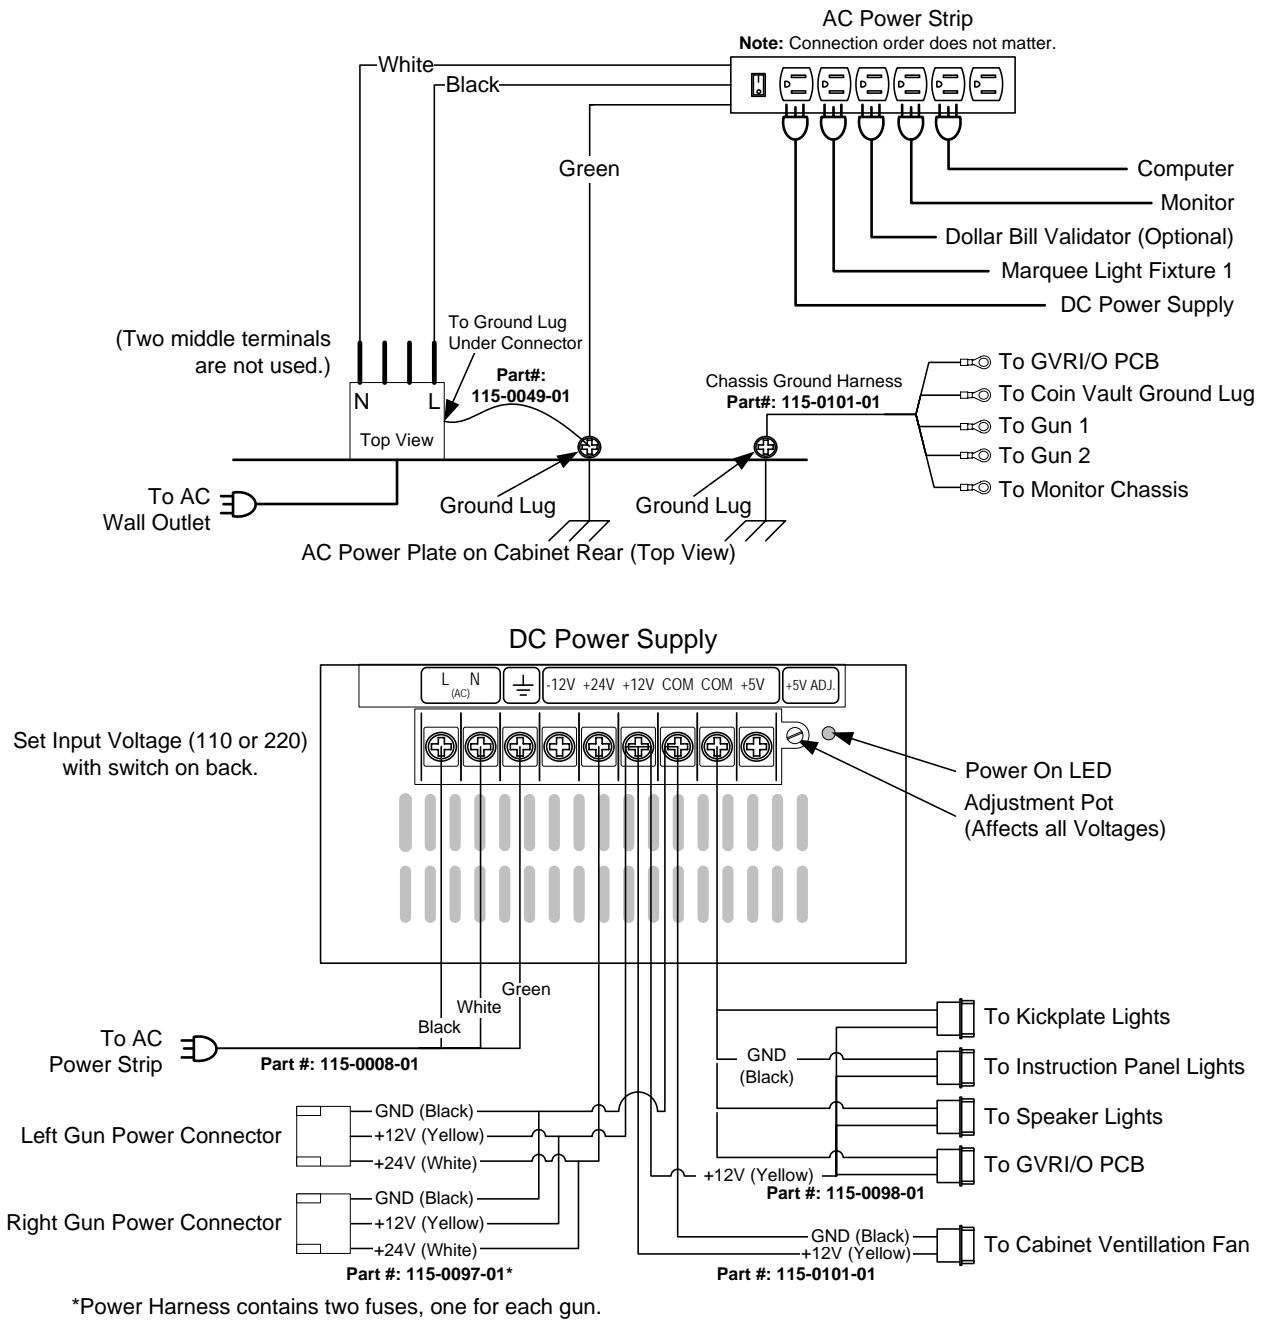 AC Power Strip
Note: Connection order does not matter.
White
Black
Green
Computer
Monitor
Dollar Bill Validator (Optional)
Marquee Light Fixture 1
DC Power Supply
(Two middle terminals
are not used.)
To Ground Lug
Under Connector
Part#:
115-0049-01
N L
Top View
Chassis Ground Harness
Part#: 115-0101-01
To GVRI/O PCB
To Coin Vault Ground Lug
To Gun 1
To Gun 2
To Monitor Chassis
To AC
Wall Outlet
Ground Lug
Ground Lug
AC Power Plate on Cabinet Rear (Top View)
DC Power Supply
L N
(AC)
-12V +24V +12V COM COM +5V
+5V ADJ.
Set Input Voltage (110 or 220)
with switch on back.
Power On LED
Adjustment Pot
(Affects all Voltages)
Green
White
Black
To AC
Power Strip
Part #: 115-0008-01
To Kickplate Lights
GND
(Black)
To Instruction Panel Lights
To Speaker Lights
To GVRI/O PCB
+12V (Yellow)
Part #: 115-0098-01
Left Gun Power Connector
GND (Black)
+12V (Yellow)
+24V (White)
Right Gun Power Connector
GND (Black)
+12V (Yellow)
+24V (White)
Part #: 115-0097-01*
GND (Black)
+12V (Yellow)
To Cabinet Ventillation Fan
Part #: 115-0101-01
*Power Harness contains two fuses, one for each gun.